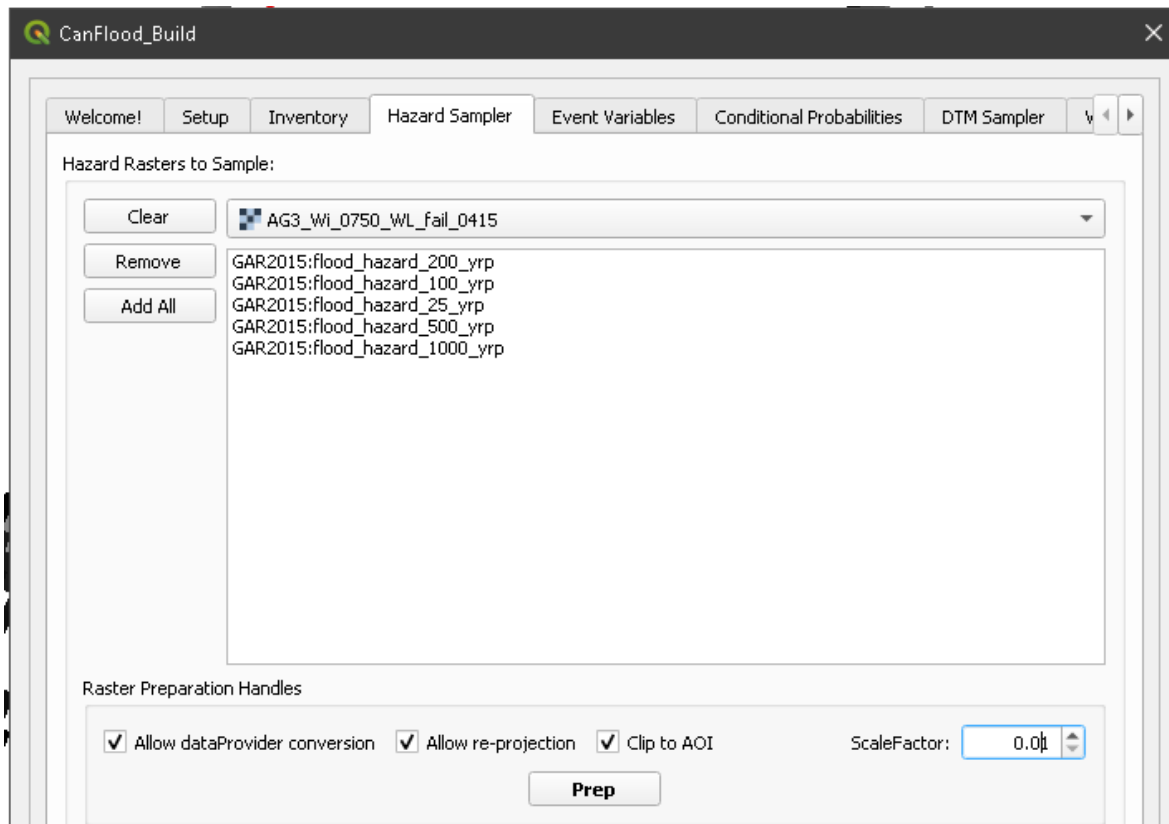 CanFlood_Build
Welcome! Setup Inventory Hazard Sampler Event Variables Conditional Probabilities DTM Sampler
Hazard Rasters to Sample:
Clear AG3_Wi_0750_WL_fail_0415
Remove GAR2015:flood_hazard_200_yrp
GAR2015:flood_hazard_100_yrp
Add All GAR2015:flood_hazard_25_yrp
GAR2015:flood_hazard_500_yrp
GAR2015:flood_hazard_1000_yrp
Raster Preparation Handles
Allow dataProvider conversion Allow re-projection Clip to AOI ScaleFactor: 0.01
Prep